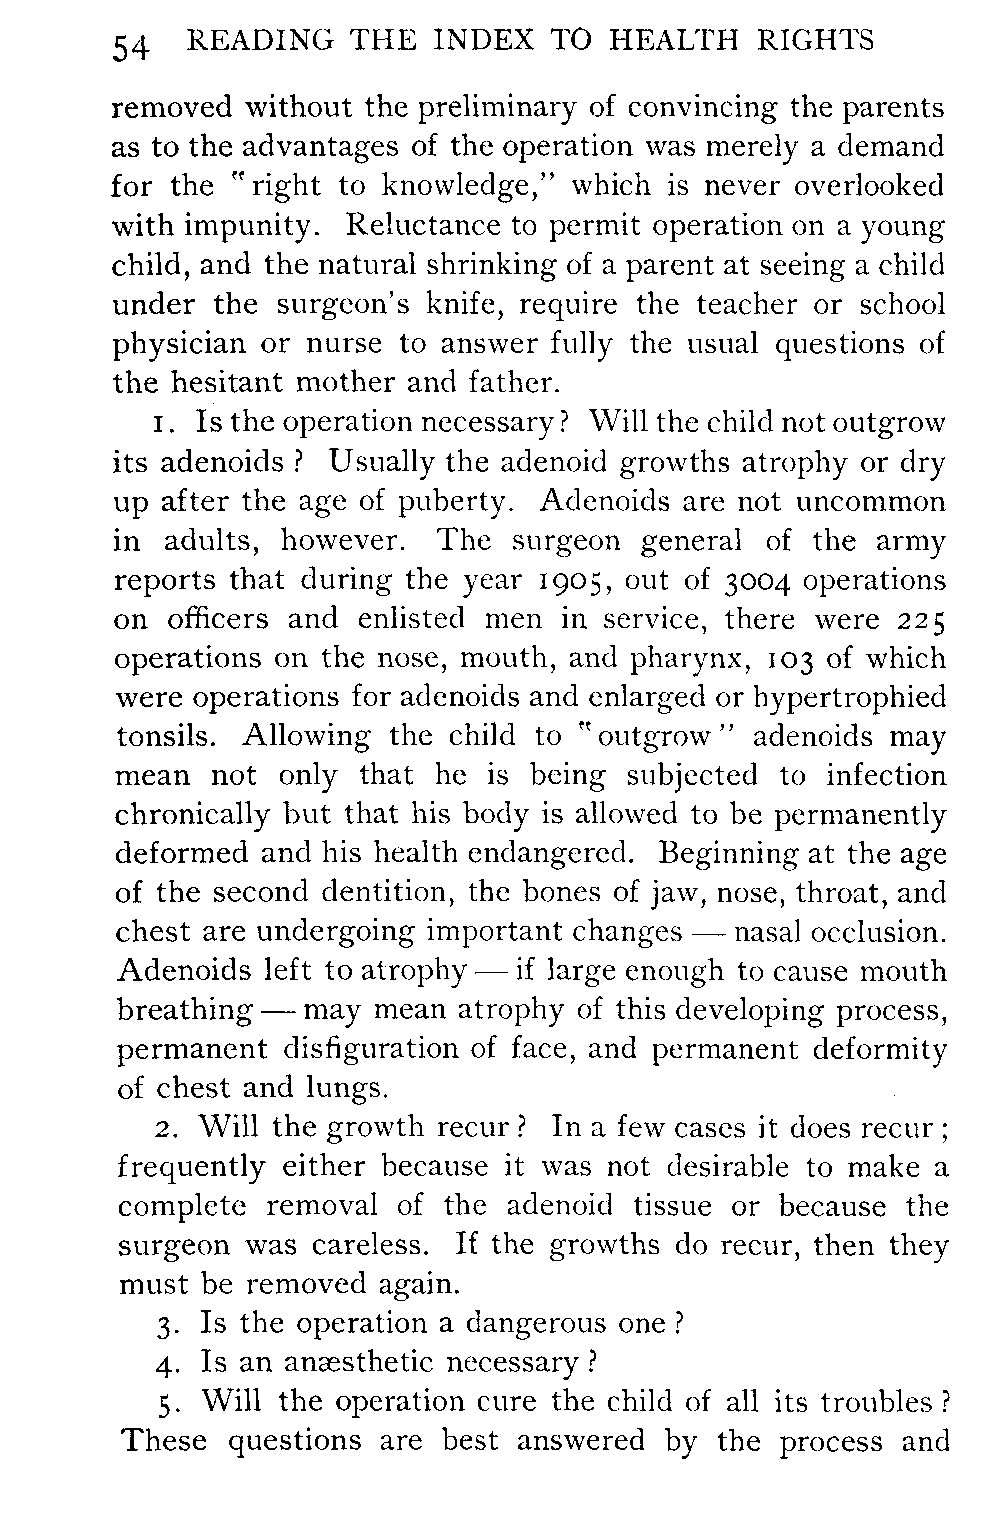 54 READING THE INDEX TO HEALTH RIGHTS
removed without the preliminary of convincing the parents
as to the advantages of the operation was merely a demand
for the "right to knowledge," which is never overlooked
with impunity. Reluctance to permit operation on a young
child, and the natural shrinking of a parent at seeing a child
under the surgeon's knife, require the teacher or school
physician or nurse to answer fully the usual questions of
the hesitant mother and father.
1. Is the operation necessary? Will the child not outgrow
its adenoids? Usually the adenoid growths atrophy or dry
up after the age of puberty. Adenoids are not uncommon
in adults, however. The surgeon general of the army
reports that during the year 1905, out of 3004 operations
on officers and enlisted men in service, there were 225
operations on the nose, mouth, and pharynx, 103 of which
were operations for adenoids and enlarged or hypertrophied
tonsils. Allowing the child to "outgrow" adenoids may
mean not only that he is being subjected to infection
chronically but that his body is allowed to be permanently
deformed and his health endangered. Beginning at the age
of the second dentition, the bones of jaw, nose, throat, and
chest are undergoing important changes — nasal occlusion.
Adenoids left to atrophy — if large enough to cause mouth
breathing — may mean atrophy of this developing process,
permanent disfiguration of face, and permanent deformity
of chest and lungs.
2. Will the growth recur? In a few cases it does recur;
frequently either because it was not desirable to make a
complete removal of the adenoid tissue or because the
surgeon was careless. If the growths do recur, then they
must be removed again.
3. Is the operation a dangerous one?
4. Is an anæsthetic necessary?
5. Will the operation cure the child of all its troubles?
These questions are best answered by the process and